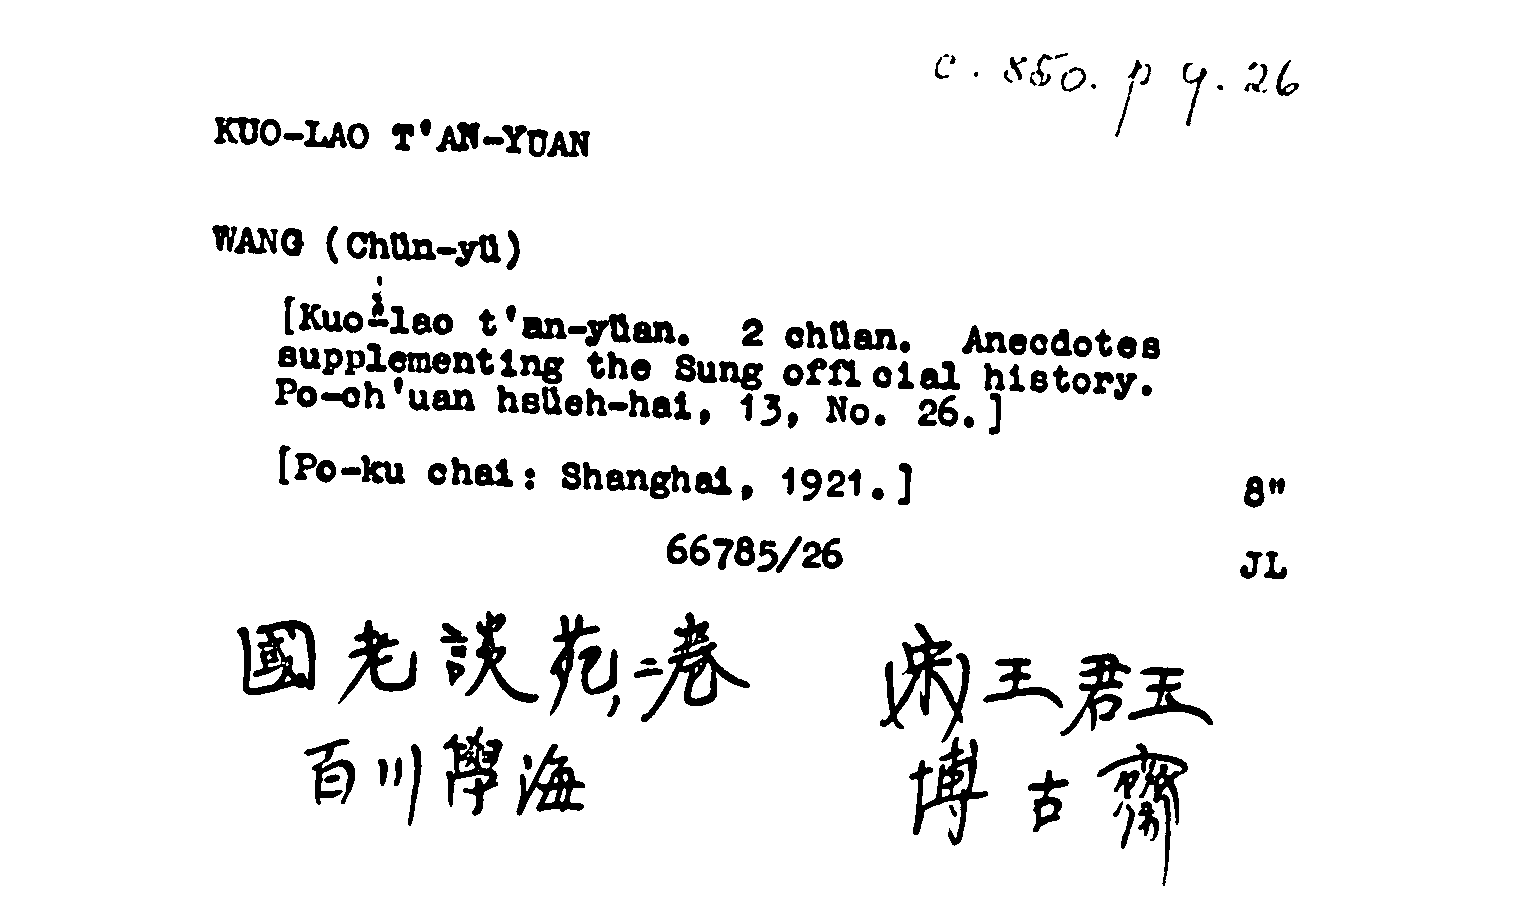 c. 850. p 9. 26
KUO-LAO T'AN-YÜAN
WANG (Chün-yü)
[Kuo-lao t'an-yüan. 2 chüan. Anecdotes
supplementing the Sung official history.
Po-ch'uan hsüeh-hai, 13, No. 26.]
[Po-ku chai: Shanghai, 1921.] 8"
66785/26 JL
國老談苑,二卷 (宋)王君玉
百川學海 博古齋